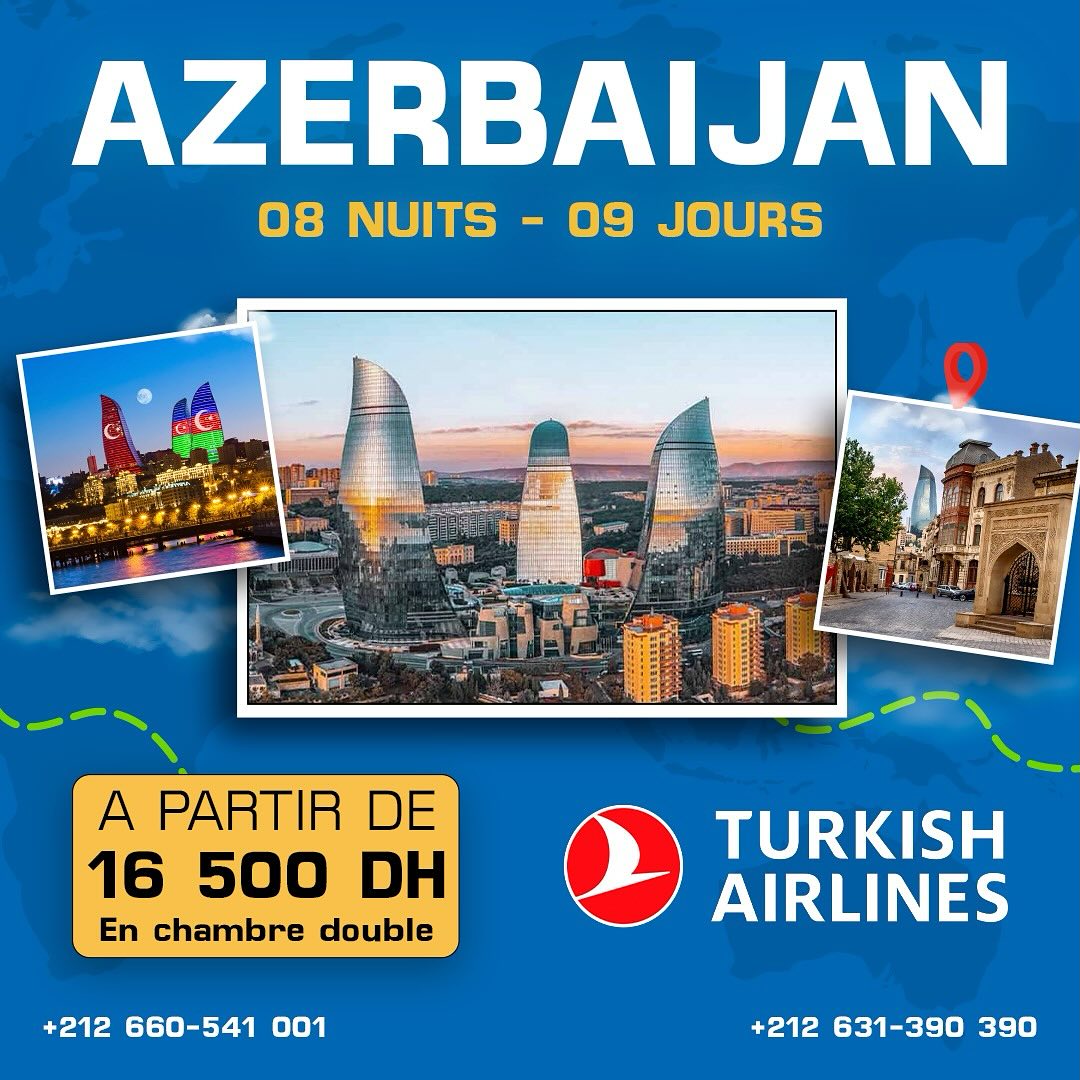 AZERBAIJAN
08 NUITS - 09 JOURS
A PARTIR DE
16 500 DH
En chambre double
TURKISH
AIRLINES
+212 660-541 001
+212 631-390 390